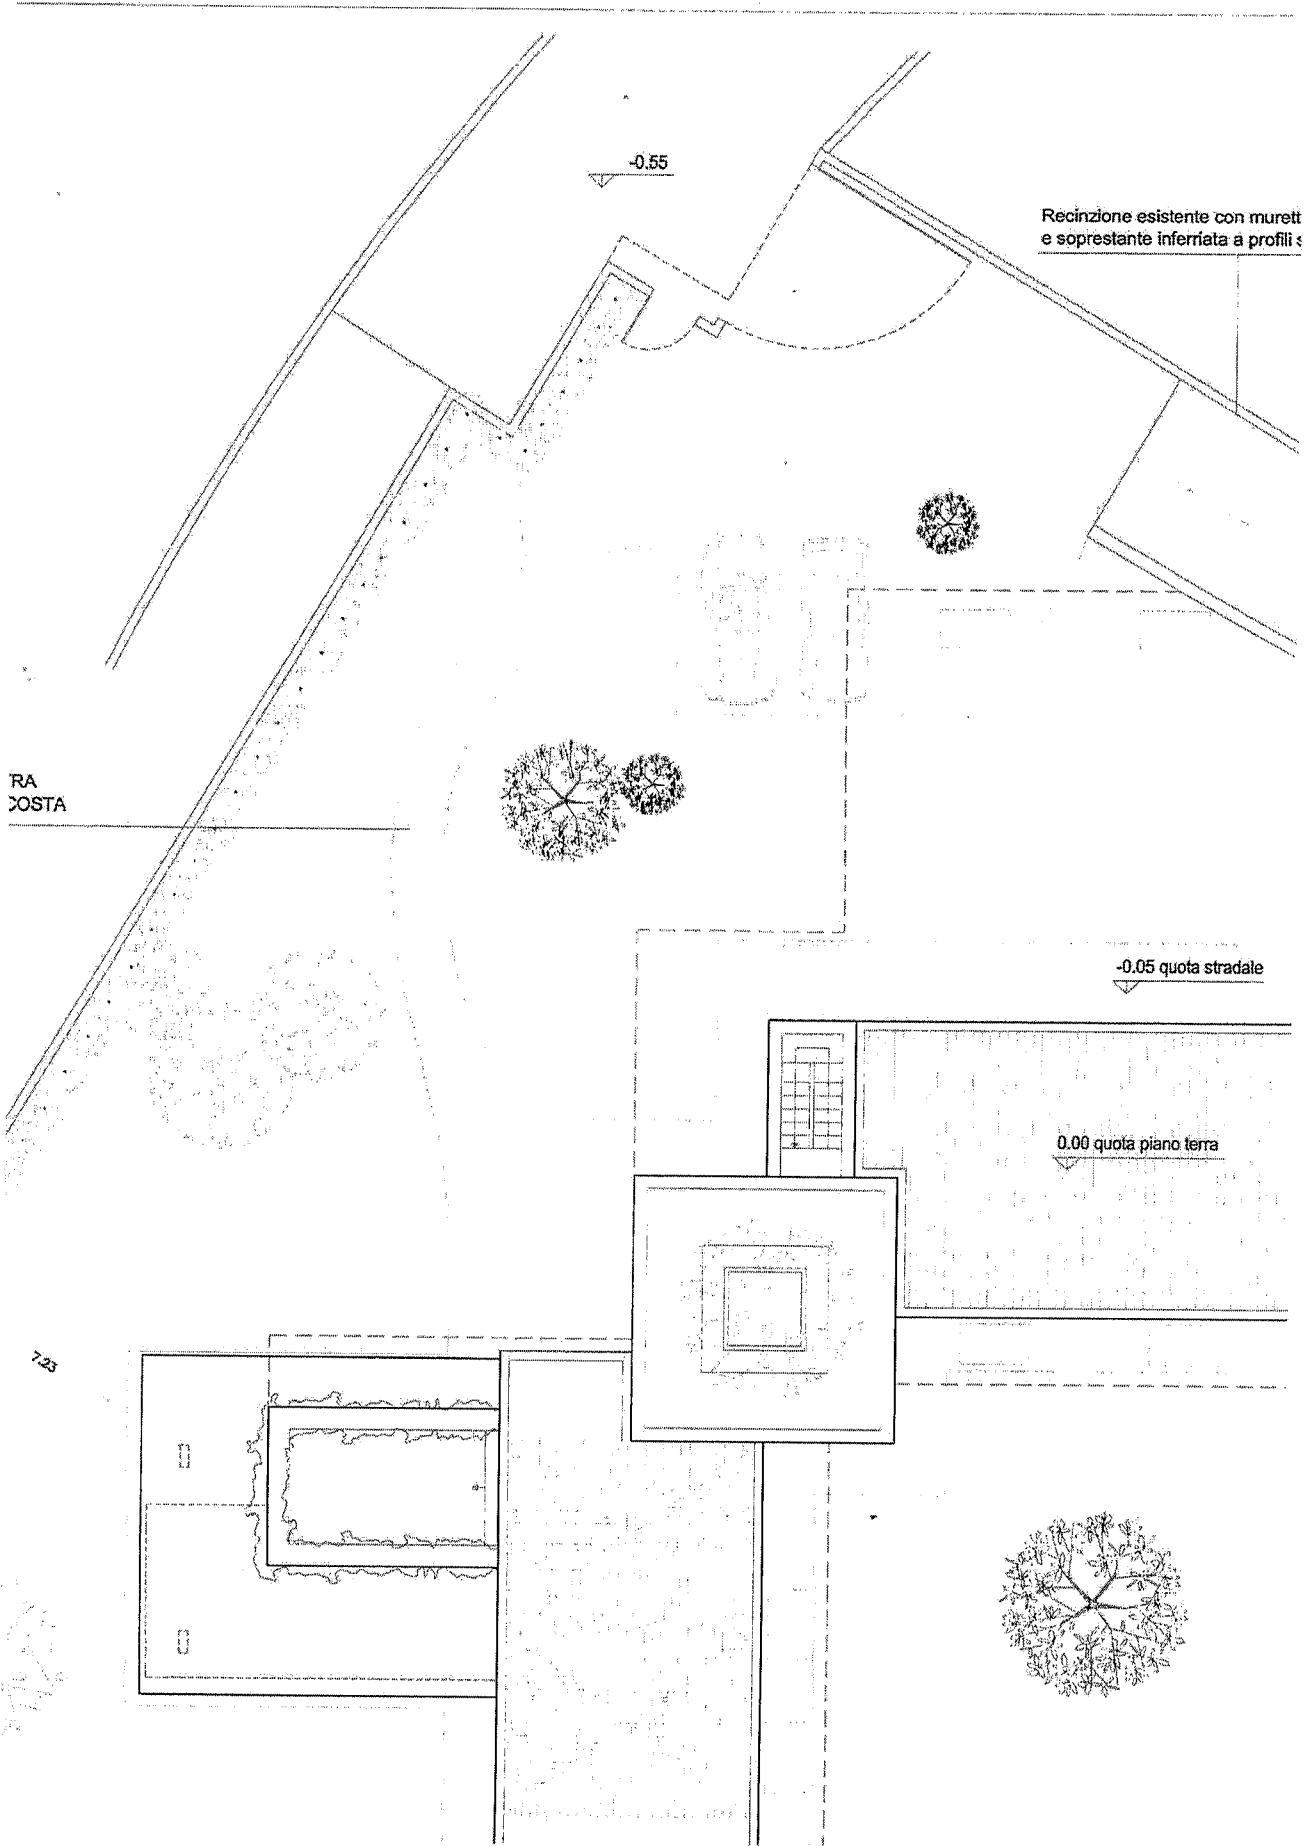 -0.55
Recinzione esistente con murett
e soprestante inferriata a profili s
RA
COSTA
-0.05 quota stradale
0.00 quota piano terra
7.23